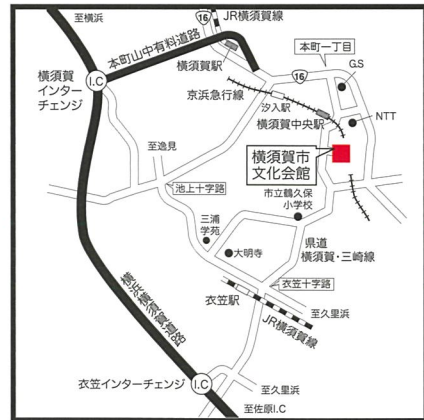 至横浜
16
JR横須賀線
本町山中有料道路
本町一丁目
横須賀駅
16
G.S
I.C
横須賀
インター
チェンジ
京浜急行線
汐入駅
横須賀中央駅
NTT
至逸見
横須賀市
文化会館
池上十字路
市立鶴久保
小学校
三浦
学苑
大明寺
県道
横須賀・三崎線
衣笠十字路
衣笠駅
至久里浜
JR横須賀線
横浜横須賀道路
衣笠インターチェンジ
I.C
至久里浜
至佐原I.C